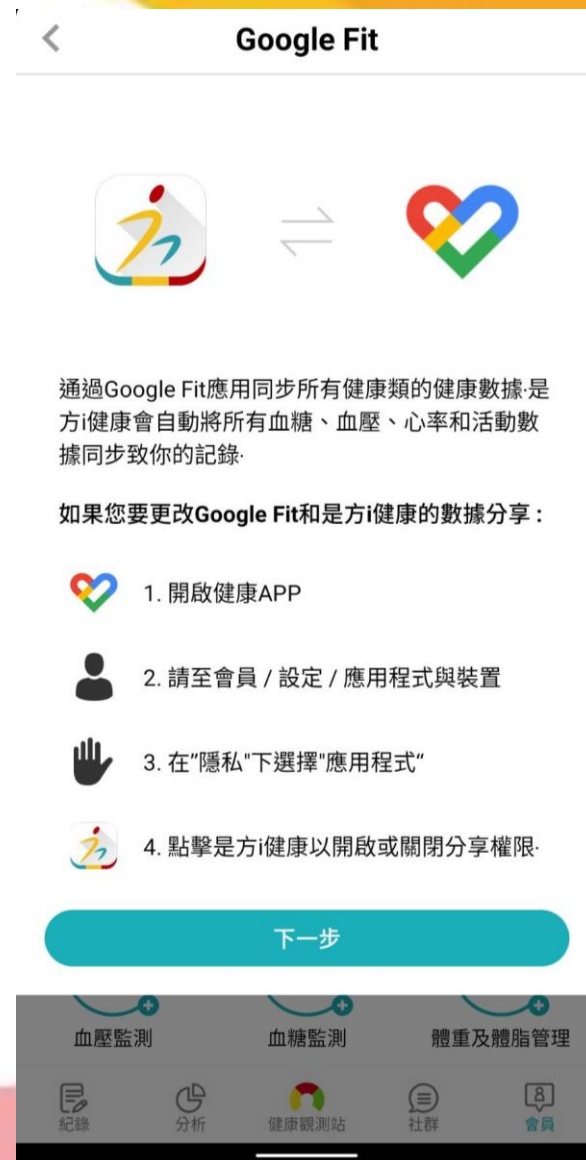 Google Fit
通過Google Fit應用同步所有健康類的健康數據·是
方i健康會自動將所有血糖、血壓、心率和活動數
據同步致你的記錄·
如果您要更改Google Fit和是方i健康的數據分享 :
1. 開啟健康APP
2. 請至會員 / 設定 / 應用程式與裝置
3. 在”隱私"下選擇"應用程式“
4. 點擊是方i健康以開啟或關閉分享權限·
下一步
血壓監測
血糖監測
體重及體脂管理
紀錄
分析
健康觀測站
社群
會員